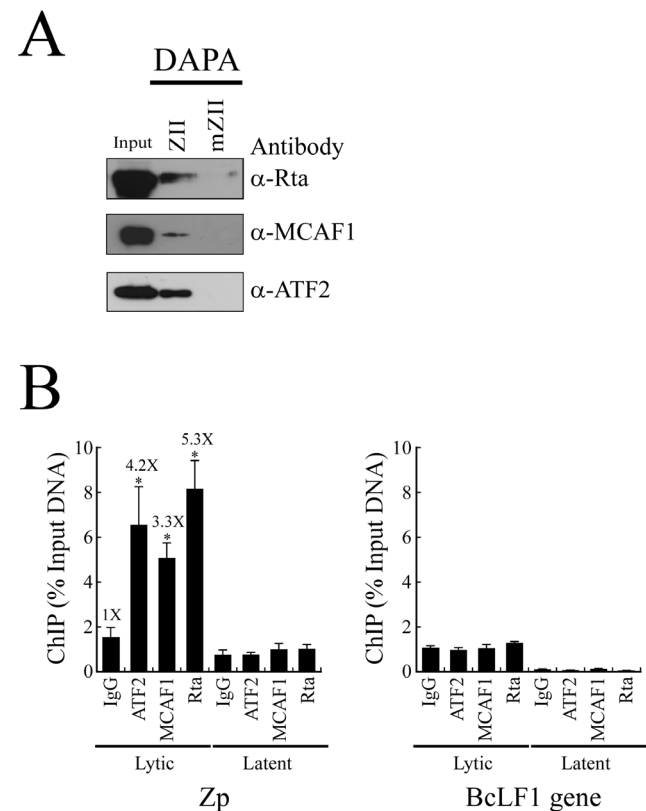 A
DAPA
Input
ZII
mZII
Antibody
α-Rta
α-MCAF1
α-ATF2
B
ChIP (% Input DNA)
10
8
6
4
2
0
1X
4.2X
*
3.3X
*
5.3X
*
IgG
ATF2
MCAF1
Rta
IgG
ATF2
MCAF1
Rta
Lytic
Latent
Zp
ChIP (% Input DNA)
10
8
6
4
2
0
IgG
ATF2
MCAF1
Rta
IgG
ATF2
MCAF1
Rta
Lytic
Latent
BcLF1 gene